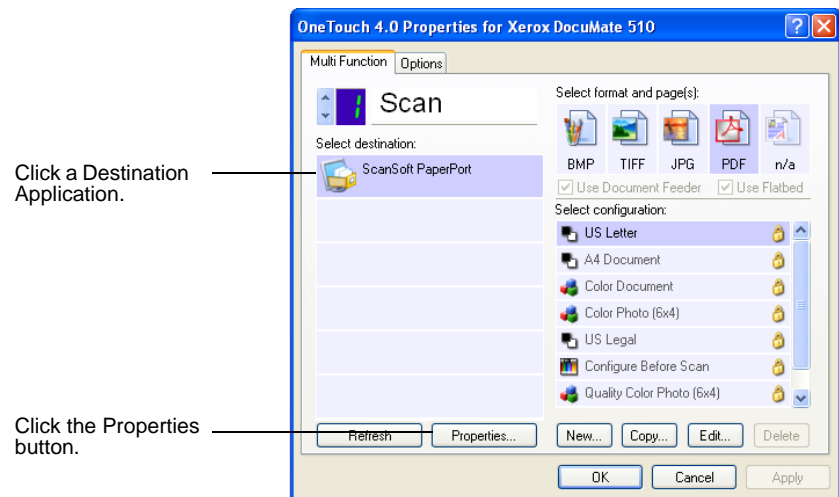 OneTouch 4.0 Properties for Xerox DocuMate 510
Multi Function
Options
1
Scan
Select destination:
ScanSoft PaperPort
Select format and page(s):
BMP
TIFF
JPG
PDF
n/a
Use Document Feeder
Use Flatbed
Select configuration:
US Letter
A4 Document
Color Document
Color Photo (6x4)
US Legal
Configure Before Scan
Quality Color Photo (6x4)
Click a Destination
Application.
Click the Properties
button.
Refresh
Properties...
New...
Copy...
Edit...
Delete
OK
Cancel
Apply